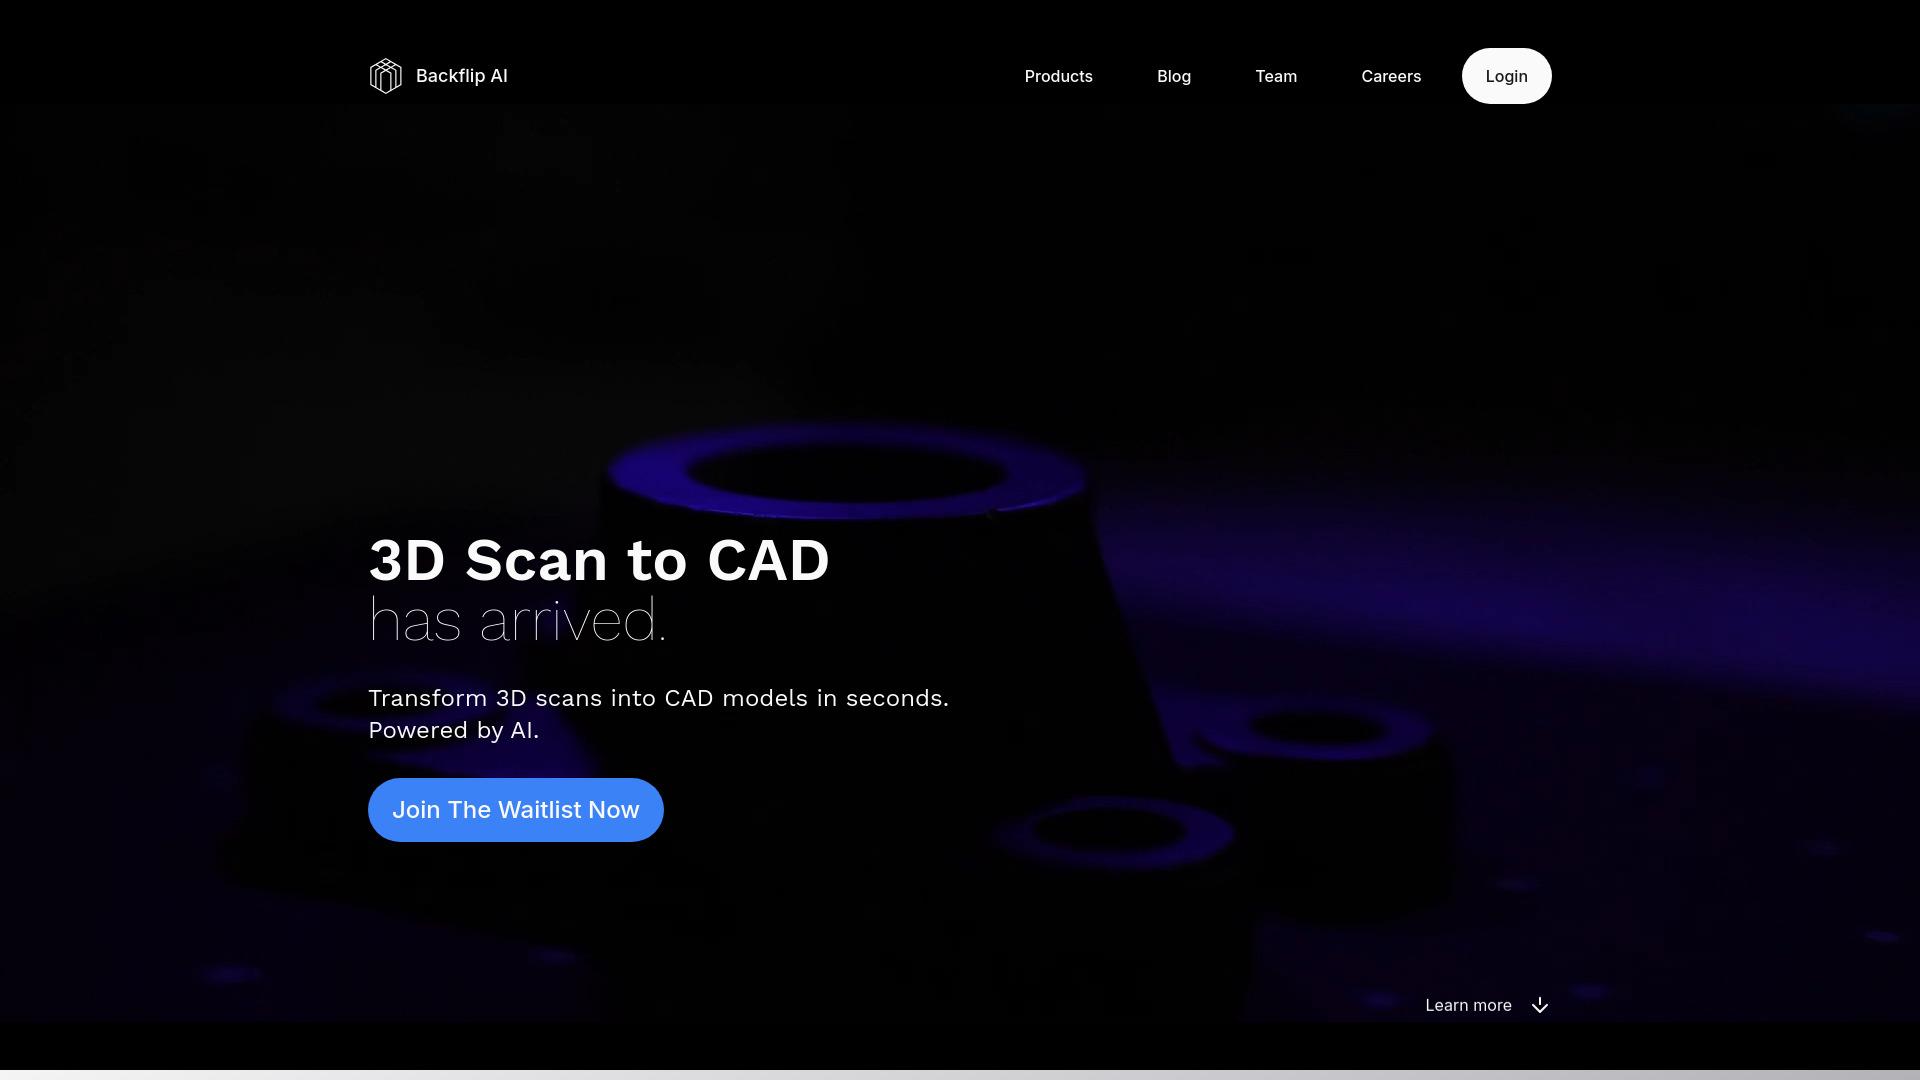 Backflip AI
Products
Blog
Team
Careers
Login
3D Scan to CAD
has arrived.
Transform 3D scans into CAD models in seconds.
Powered by AI.
Join The Waitlist Now
Learn more